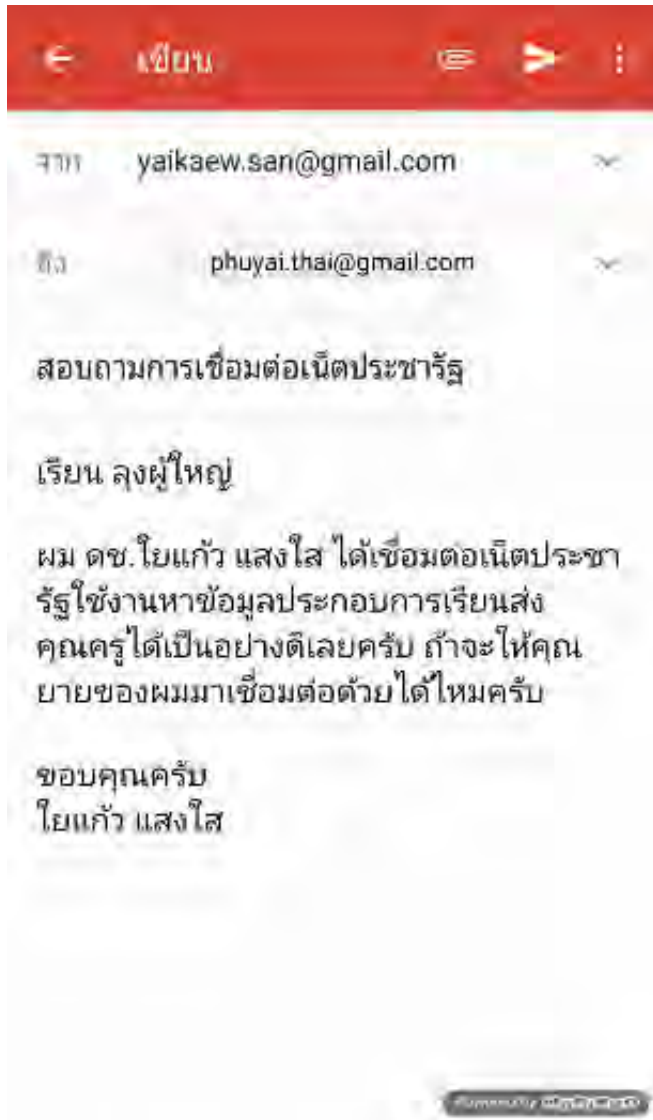 เขียน
จาก yaikaew.san@gmail.com
ถึง phuyai.thai@gmail.com
สอบถามการเชื่อมต่อเน็ตประชารัฐ
เรียน ลุงผู้ใหญ่
ผม ดช.ใยแก้ว แสงใส ได้เชื่อมต่อเน็ตประชา
รัฐใช้งานหาข้อมูลประกอบการเรียนส่ง
คุณครูได้เป็นอย่างดีเลยครับ ถ้าจะให้คุณ
ยายของผมมาเชื่อมต่อด้วยได้ไหมครับ
ขอบคุณครับ
ใยแก้ว แสงใส